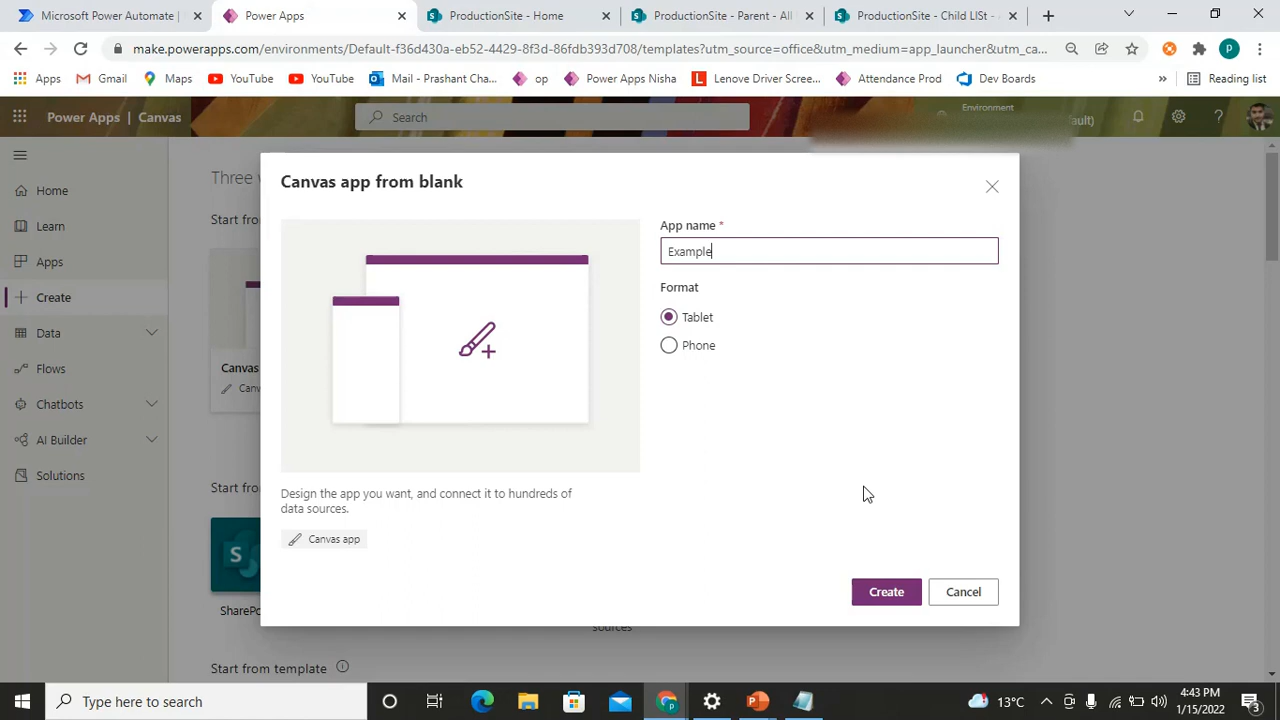 Microsoft Power Automate |
Power Apps
ProductionSite - Home
ProductionSite - Parent - All
ProductionSite - Child LISt - C
make.powerapps.com/environments/Default-f36d430a-eb52-4429-8f3d-86fdb393d708/templates?utm_source=office&utm_medium=app_launcher&utm_ca...
Apps
Gmail
Maps
YouTube
YouTube
Mail - Prashant Cha...
op
Power Apps Nisha
Lenove Driver Scree...
Attendance Prod
Dev Boards
»
Reading list
Power Apps | Canvas
Search
Environment
ault)
Home
Learn
Apps
Create
Data
Flows
Chatbots
AI Builder
Solutions
Three w
Start fro
Canvas
Canv
Start fro
SharePo
sources
Start from template
Canvas app from blank
App name *
Example
Format
Tablet
Phone
Design the app you want, and connect it to hundreds of
data sources.
Canvas app
Create
Cancel
Type here to search
13°C
4:43 PM
1/15/2022
3